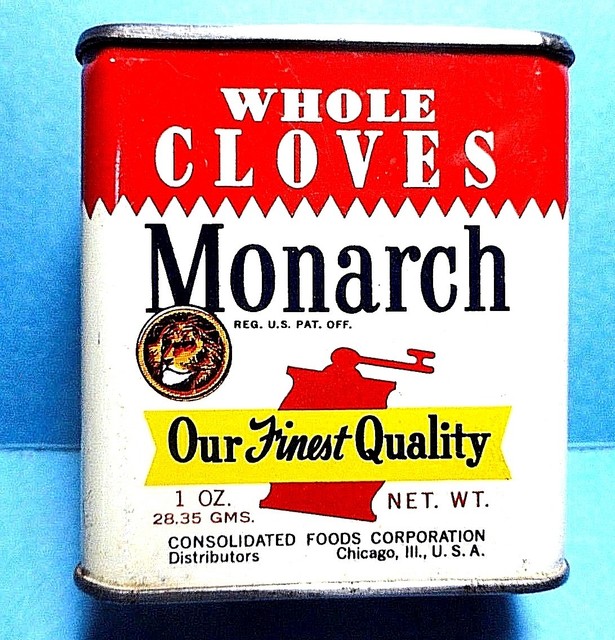 WHOLE
CLOVES
Monarch
REG. U.S. PAT. OFF.
Our Finest Quality
1 OZ. NET. WT.
28.35 GMS.
CONSOLIDATED FOODS CORPORATION
Distributors Chicago, Ill., U.S.A.